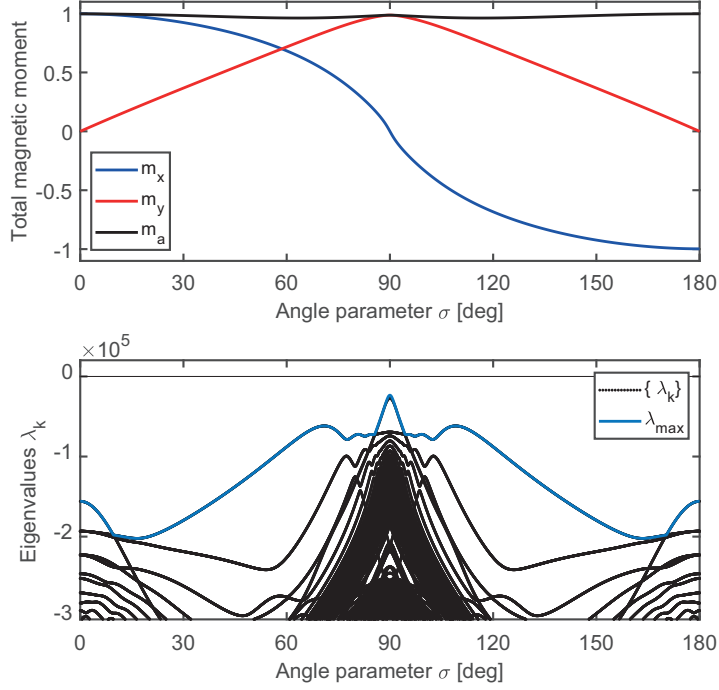 1
0.5
0
-0.5
-1
Total magnetic moment
m_x
m_y
m_a
0 30 60 90 120 150 180
Angle parameter σ [deg]
×10^5
0
-1
-2
-3
Eigenvalues λ_k
{ λ_k}
λ_max
0 30 60 90 120 150 180
Angle parameter σ [deg]